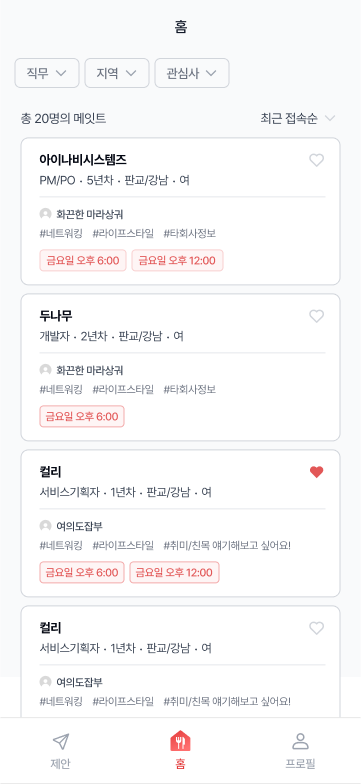 홈
직무 지역 관심사
총 20명의 메잇트 최근 접속순
아이나비시스템즈
PM/PO · 5년차 · 판교/강남 · 여
화끈한 마라샹궈
#네트워킹 #라이프스타일 #타회사정보
금요일 오후 6:00 금요일 오후 12:00
두나무
개발자 · 2년차 · 판교/강남 · 여
화끈한 마라샹궈
#네트워킹 #라이프스타일 #타회사정보
금요일 오후 6:00
컬리
서비스기획자 · 1년차 · 판교/강남 · 여
여의도잡부
#네트워킹 #라이프스타일 #취미/친목 얘기해보고 싶어요!
금요일 오후 6:00 금요일 오후 12:00
컬리
서비스기획자 · 1년차 · 판교/강남 · 여
여의도잡부
#네트워킹 #라이프스타일 #취미/친목 얘기해보고 싶어요!
제안 홈 프로필